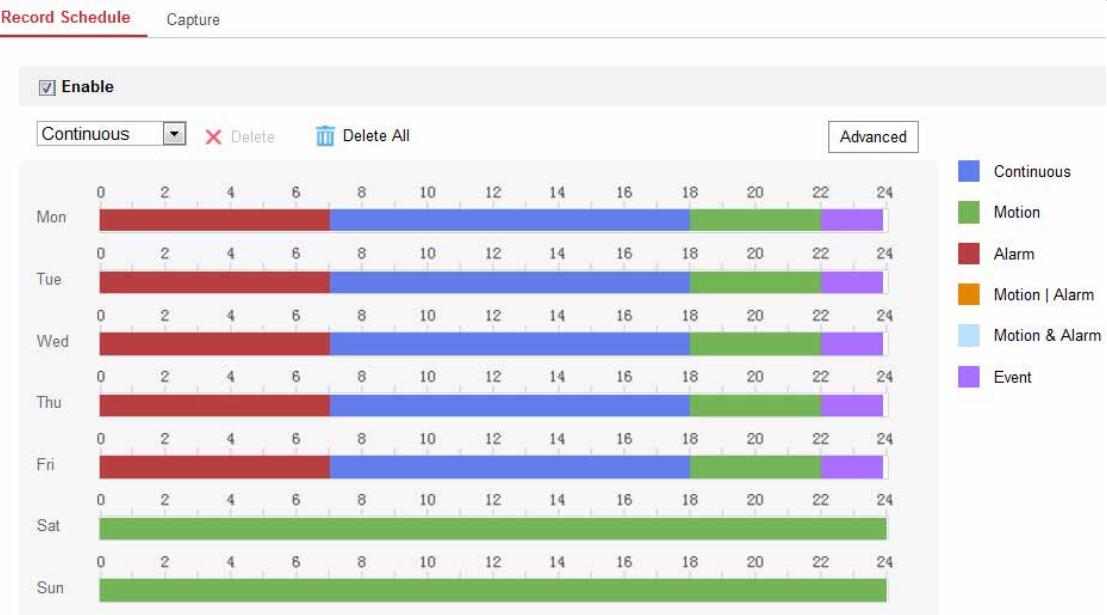 Record Schedule Capture
Enable
Continuous Delete Delete All Advanced
Continuous
Motion
Alarm
Motion | Alarm
Motion & Alarm
Event
0 2 4 6 8 10 12 14 16 18 20 22 24
Mon
0 2 4 6 8 10 12 14 16 18 20 22 24
Tue
0 2 4 6 8 10 12 14 16 18 20 22 24
Wed
0 2 4 6 8 10 12 14 16 18 20 22 24
Thu
0 2 4 6 8 10 12 14 16 18 20 22 24
Fri
0 2 4 6 8 10 12 14 16 18 20 22 24
Sat
0 2 4 6 8 10 12 14 16 18 20 22 24
Sun